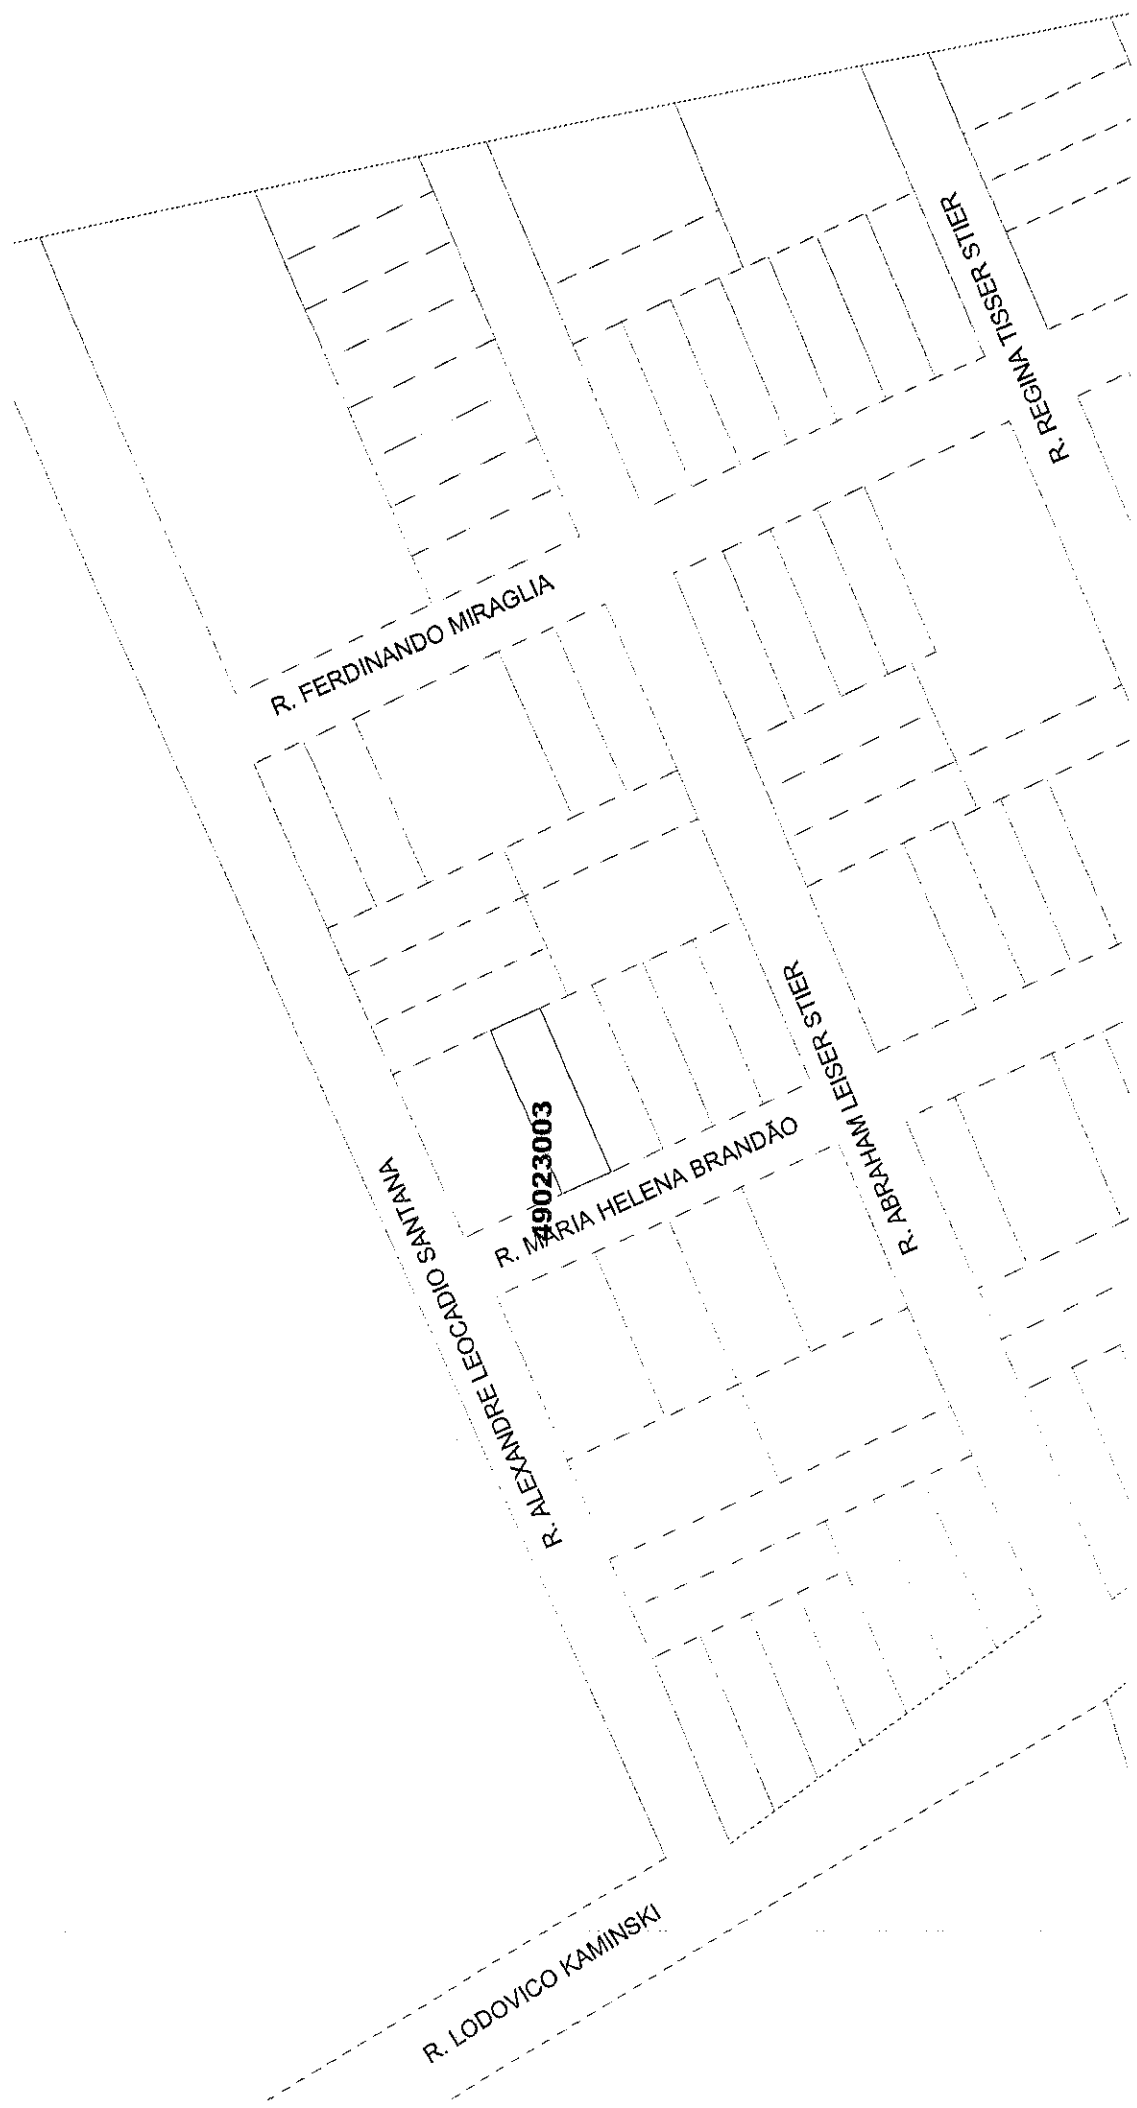 R. REGINA TISSER STIER
R. FERDINANDO MIRAGLIA
R. ABRAHAM LEISER STIER
49023003
R. MARIA HELENA BRANDÃO
R. ALEXANDRE LEOCADIO SANTANA
R. LODOVICO KAMINSKI